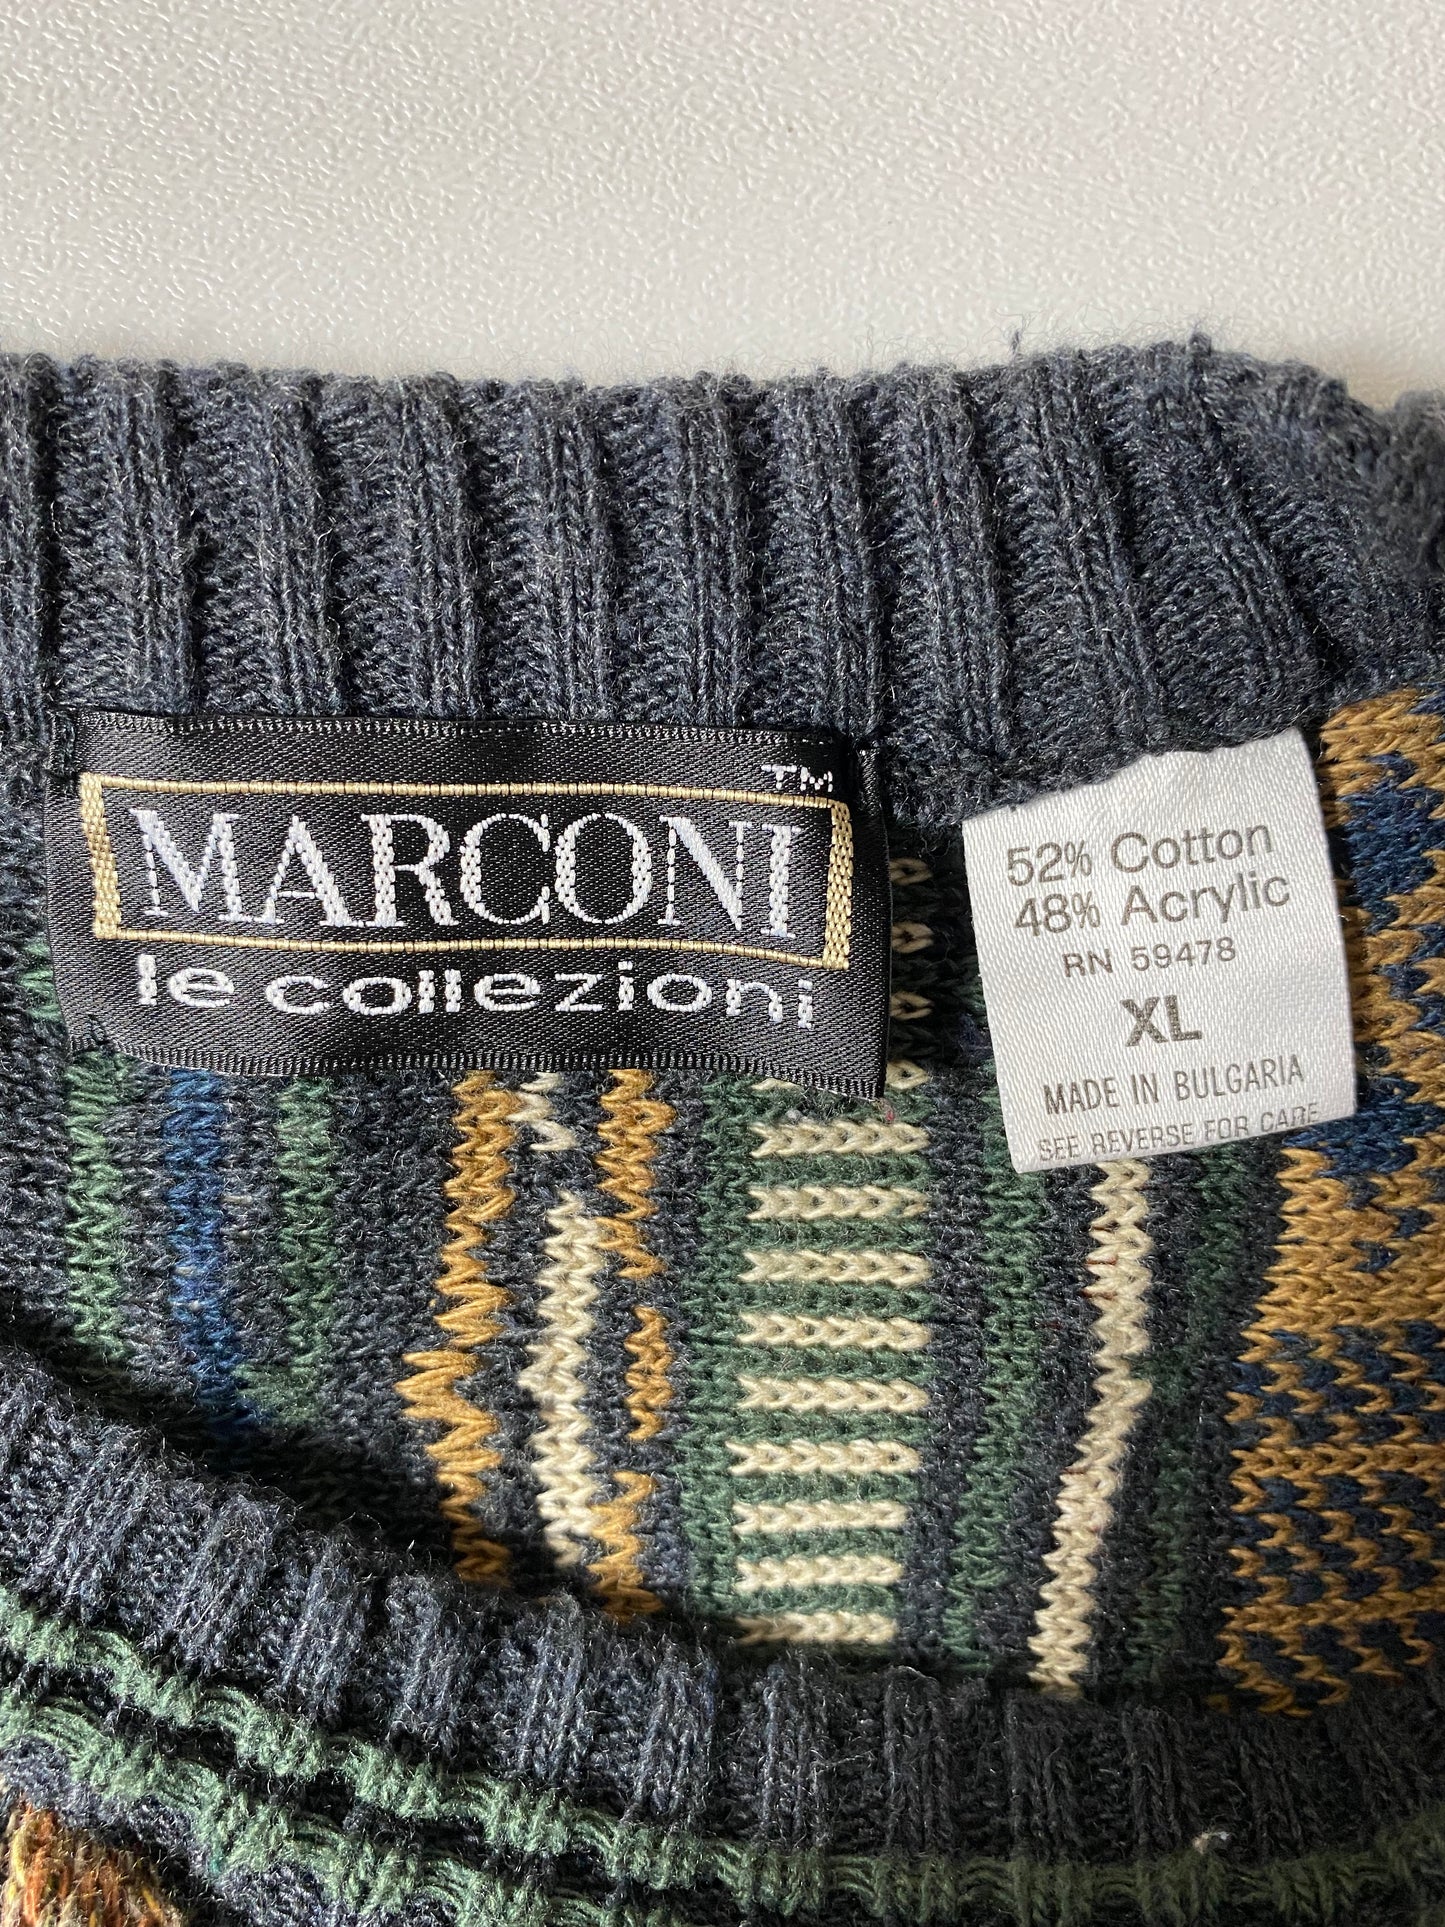 TM
MARCONI
le collezioni
52% Cotton
48% Acrylic
RN 59478
XL
MADE IN BULGARIA
SEE REVERSE FOR CARE